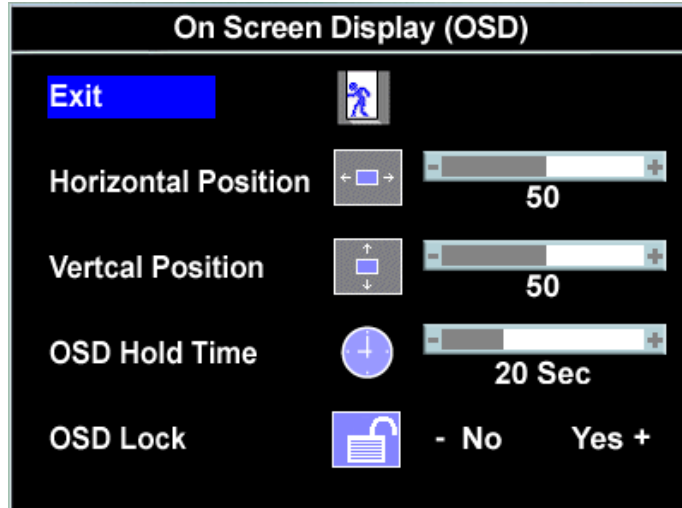 On Screen Display (OSD)
Exit
Horizontal Position - +
50
Vertcal Position - +
50
OSD Hold Time - +
20 Sec
OSD Lock - No Yes +